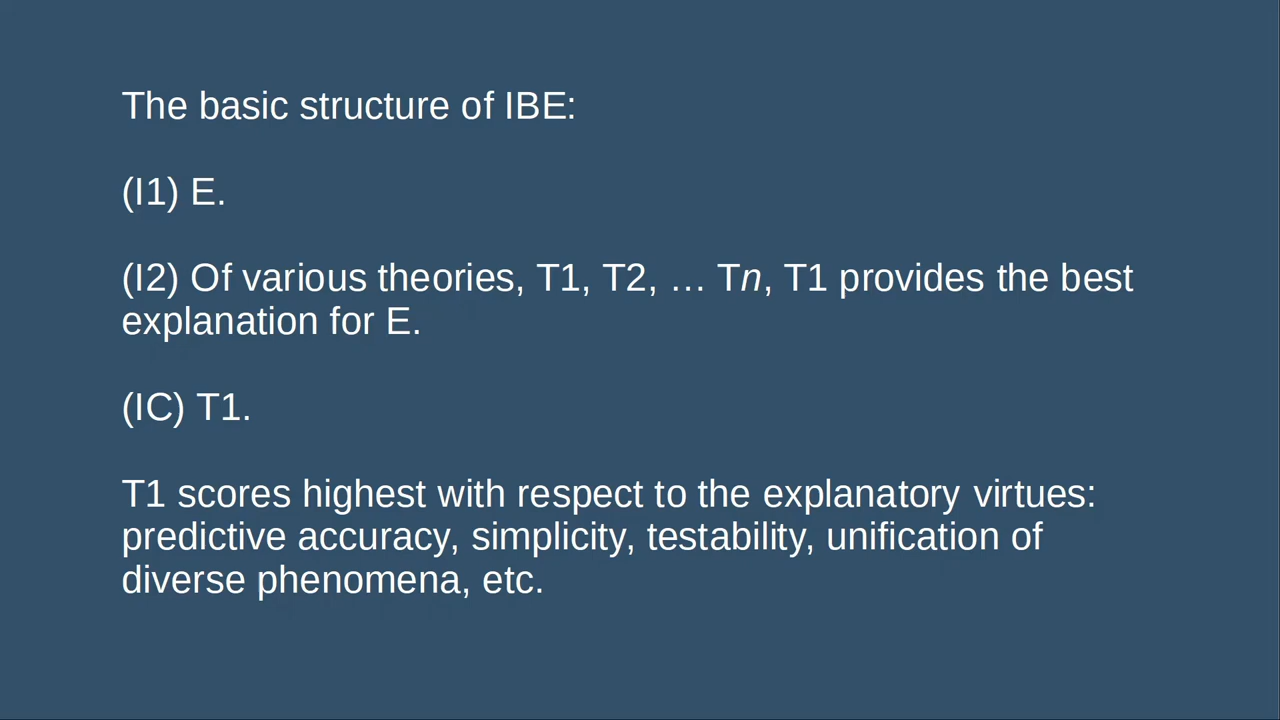 The basic structure of IBE:
(I1) E.
(I2) Of various theories, T1, T2, … Tn, T1 provides the best
explanation for E.
(IC) T1.
T1 scores highest with respect to the explanatory virtues:
predictive accuracy, simplicity, testability, unification of
diverse phenomena, etc.